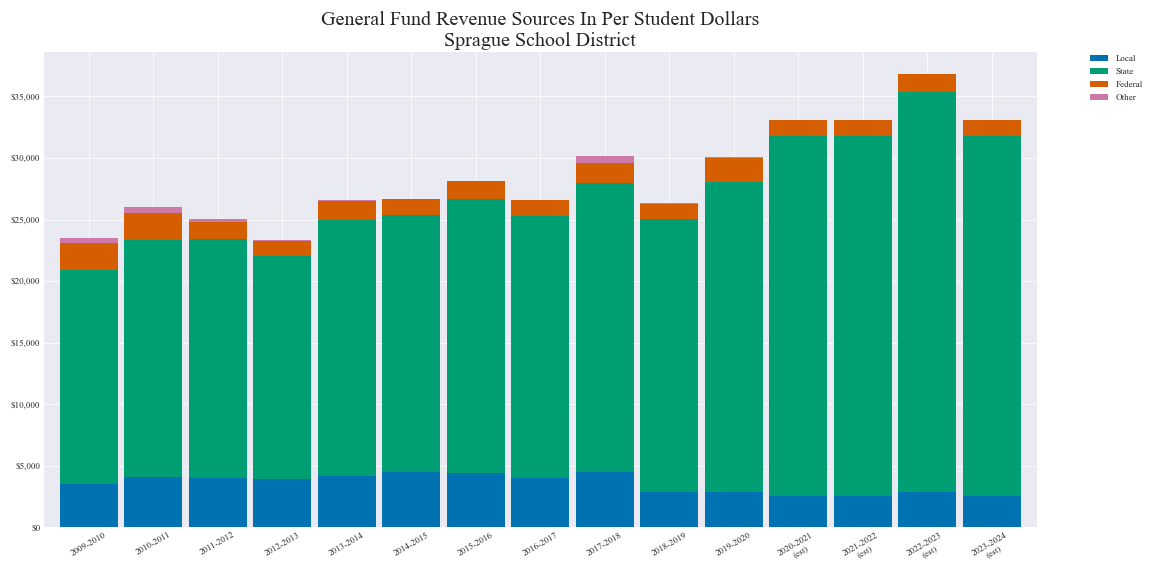 General Fund Revenue Sources In Per Student Dollars
Sprague School District
Local
State
Federal
Other
$35,000
$30,000
$25,000
$20,000
$15,000
$10,000
$5,000
$0
2009-2010
2010-2011
2011-2012
2012-2013
2013-2014
2014-2015
2015-2016
2016-2017
2017-2018
2018-2019
2019-2020
2020-2021
(est)
2021-2022
(est)
2022-2023
(est)
2023-2024
(est)